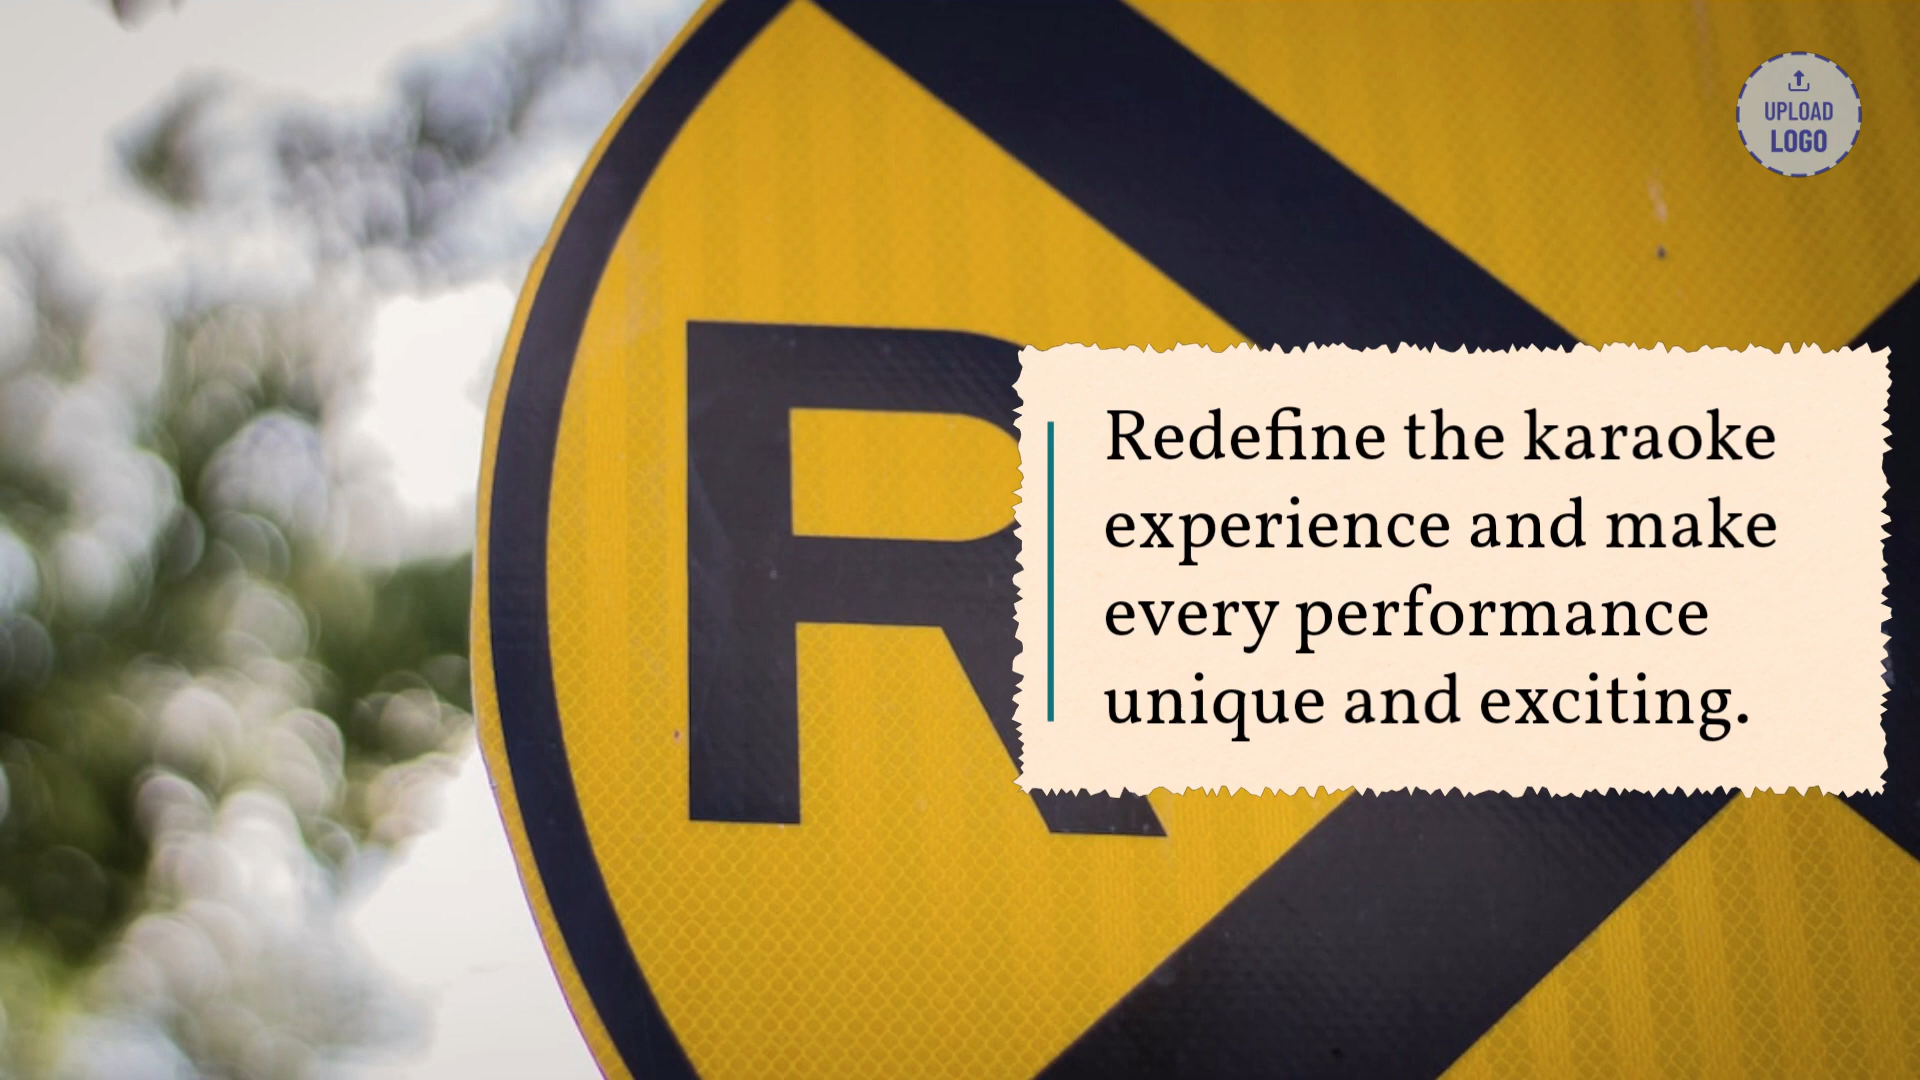 UPLOAD
LOGO
R
Redefine the karaoke
experience and make
every performance
unique and exciting.